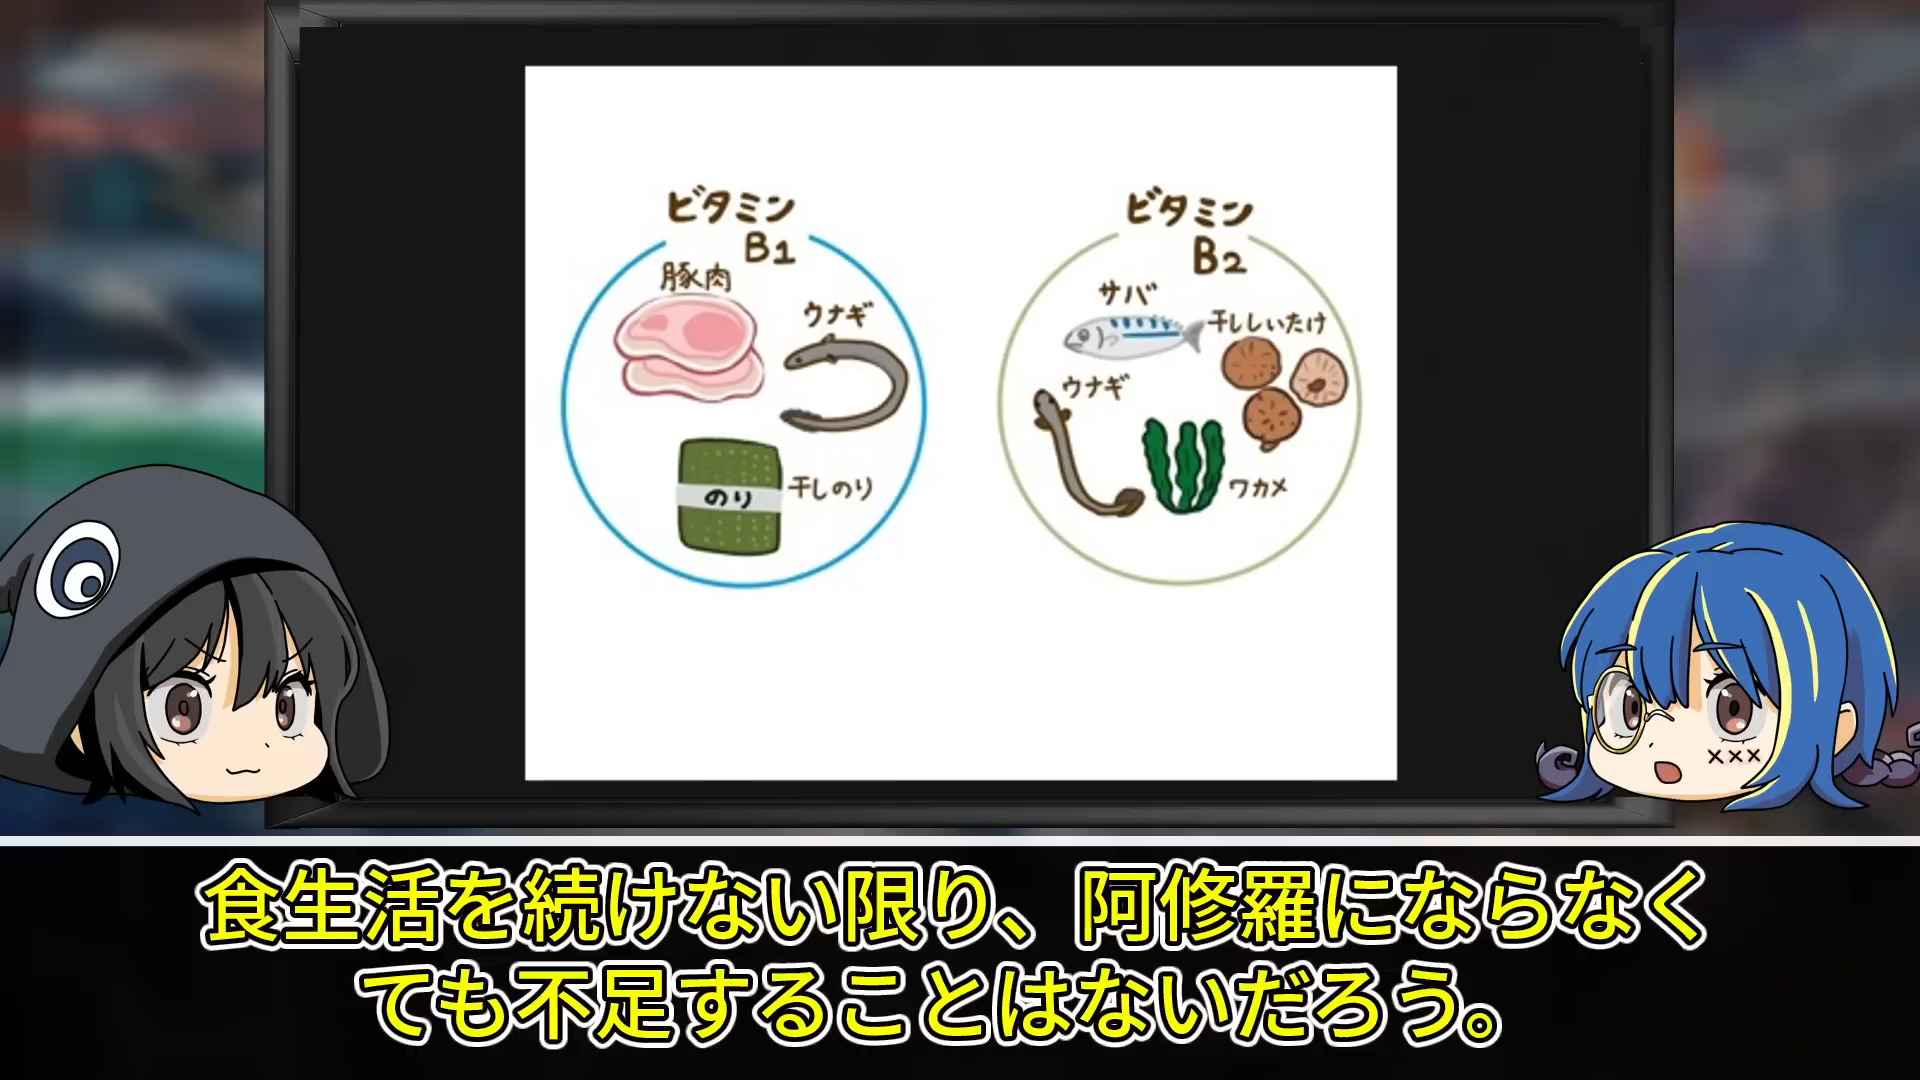 ビタミン
B1
豚肉
ウナギ
のり
干しのり
ビタミン
B2
サバ
干ししいたけ
ウナギ
ワカメ
食生活を続けない限り、阿修羅にならなく
ても不足することはないだろう。